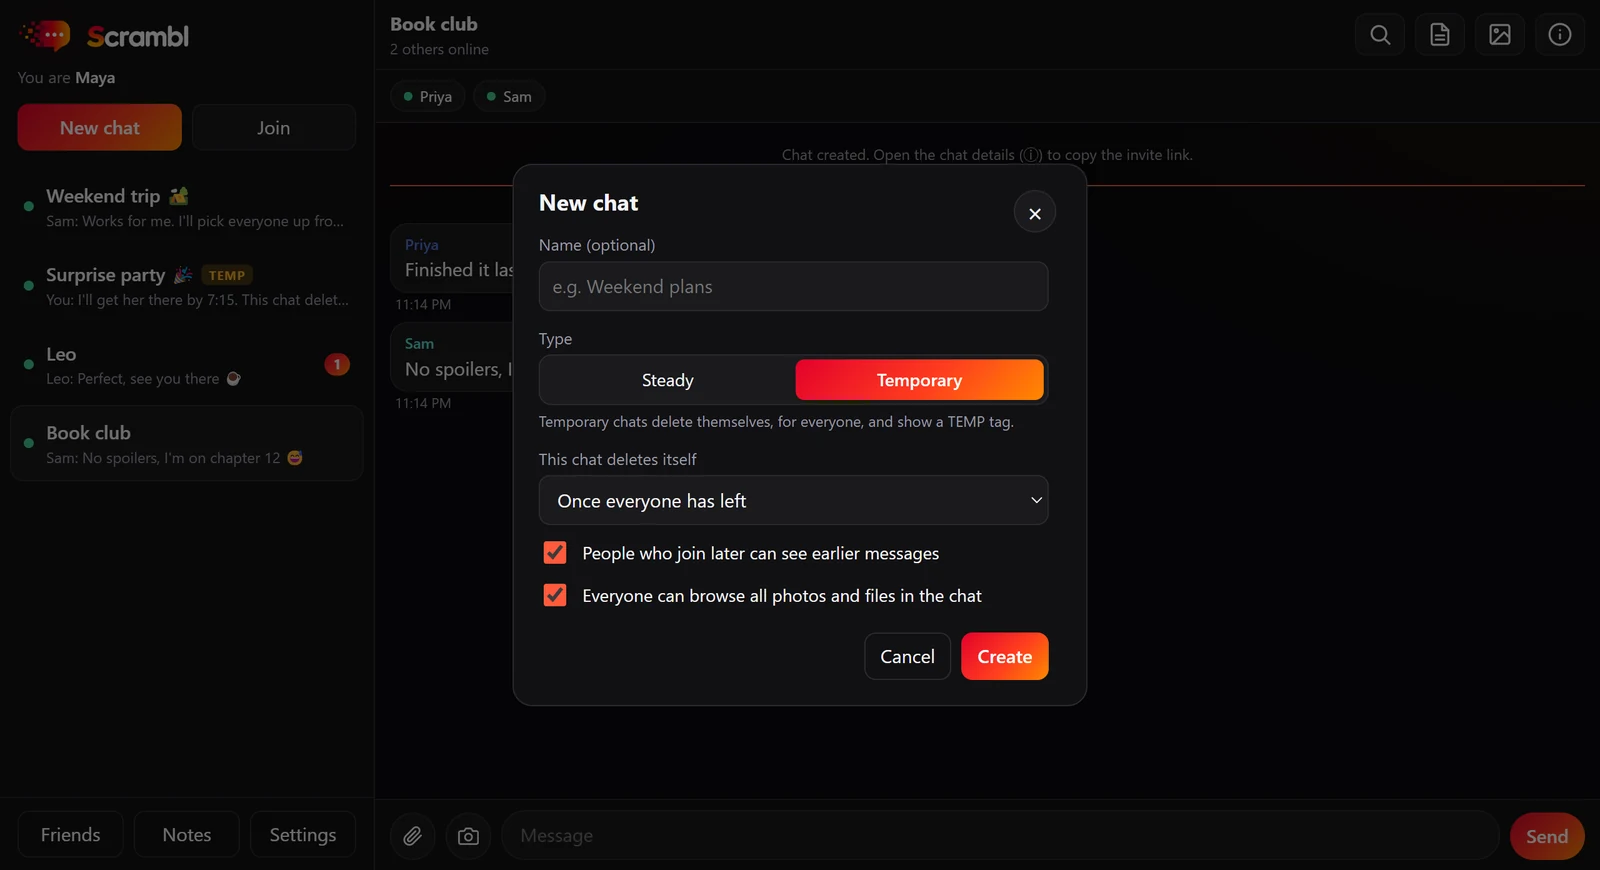 Scrambl
You are Maya
New chat
Join
Weekend trip 🏕️
Sam: Works for me. I'll pick everyone up fro...
Surprise party 🎉 TEMP
You: I'll get her there by 7:15. This chat delet...
Leo
Leo: Perfect, see you there ☕
1
Book club
Sam: No spoilers, I'm on chapter 12 😅
Friends
Notes
Settings
Book club
2 others online
Priya
Sam
Chat created. Open the chat details (ⓘ) to copy the invite link.
Priya
Finished it las
11:14 PM
Sam
No spoilers, I
11:14 PM
New chat
×
Name (optional)
e.g. Weekend plans
Type
Steady
Temporary
Temporary chats delete themselves, for everyone, and show a TEMP tag.
This chat deletes itself
Once everyone has left
People who join later can see earlier messages
Everyone can browse all photos and files in the chat
Cancel
Create
Message
Send